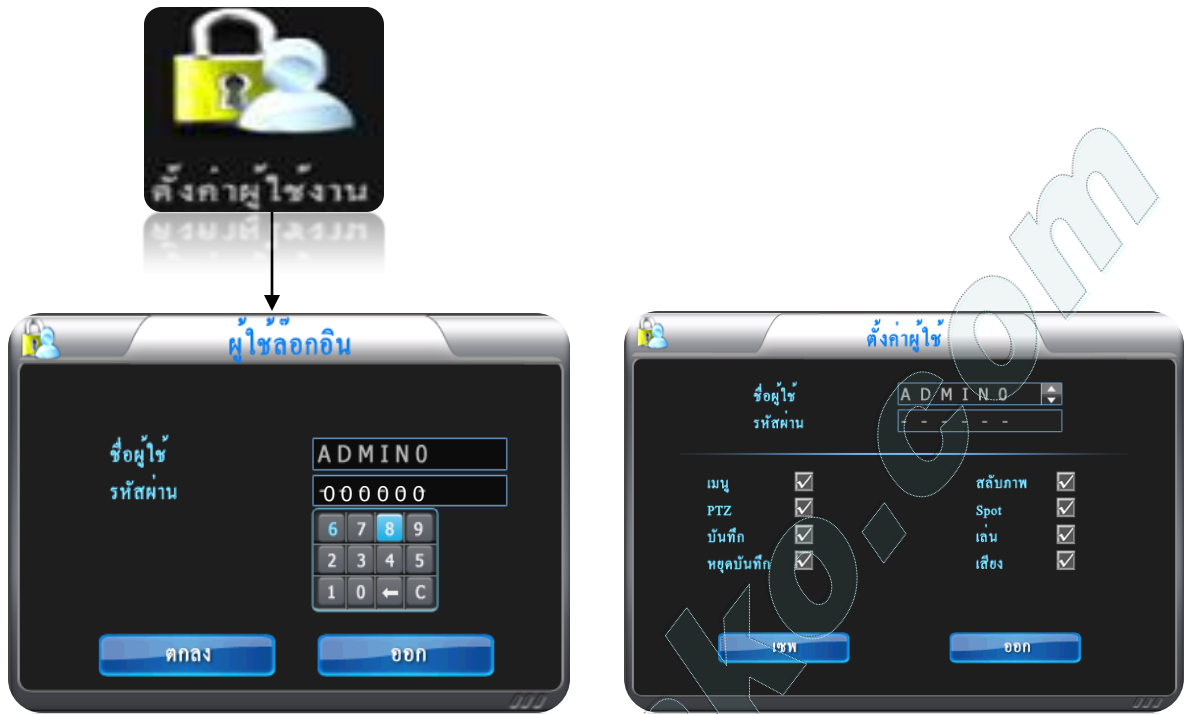 ตั้งค่าผู้ใช้งาน
ผู้ใช้ล๊อกอิน
ชื่อผู้ใช้ ADMIN0
รหัสผ่าน 000000
6 7 8 9
2 3 4 5
1 0 ← C
ตกลง ออก
ตั้งค่าผู้ใช้
ชื่อผู้ใช้ ADMIN0
รหัสผ่าน - - - - - -
เมนู สลับภาพ
PTZ Spot
บันทึก เล่น
หยุดบันทึก เสียง
เซพ ออก
ko.com